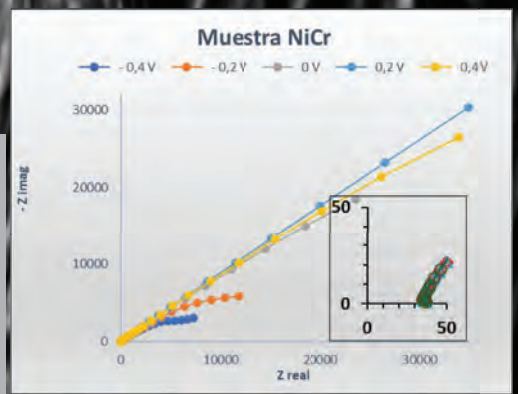 Muestra NiCr
- 0,4 V - 0,2 V 0 V 0,2 V 0,4 V
30000
20000
10000
0
- Z imag
0 10000 20000 30000
Z real
50
0
0 50